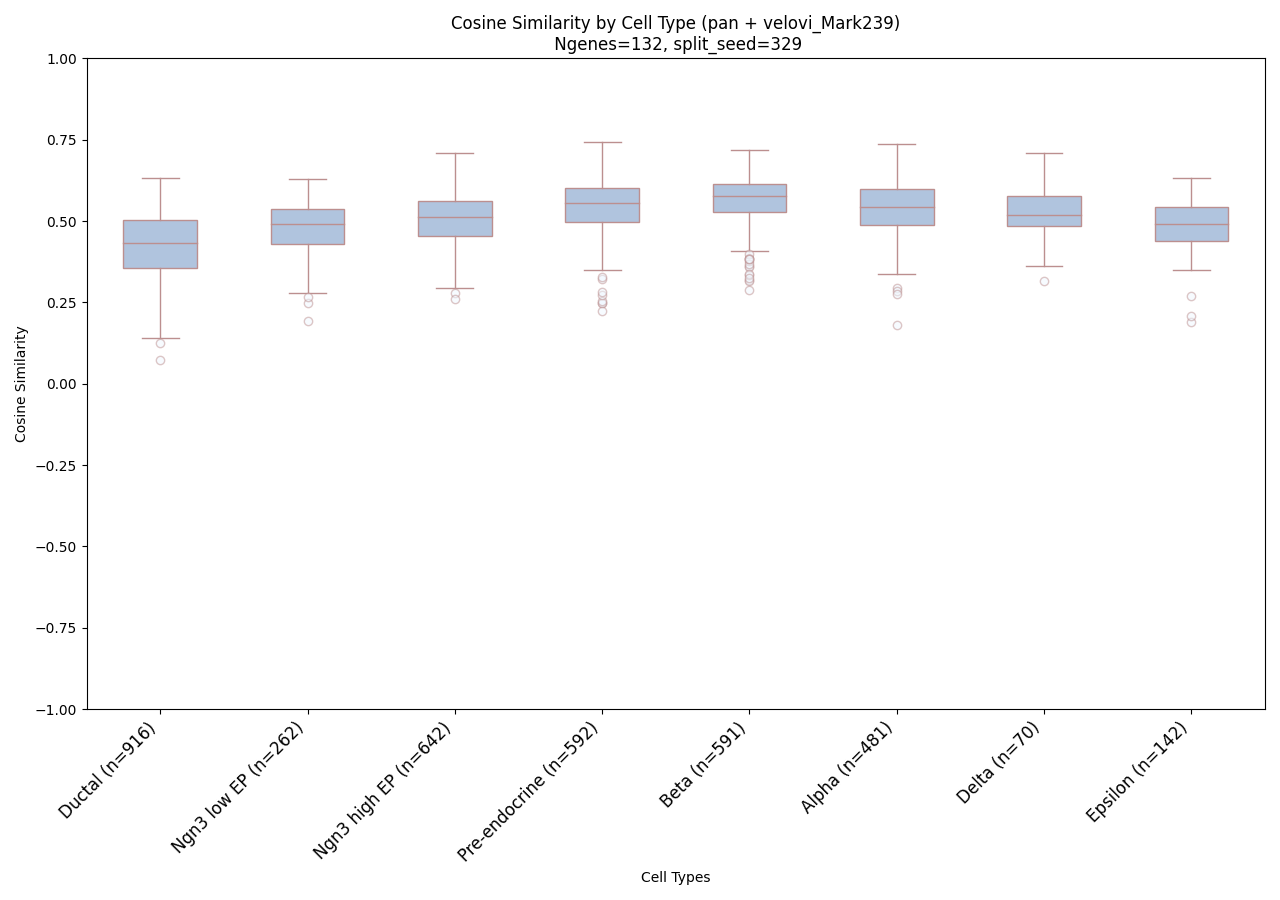 Cosine Similarity by Cell Type (pan + velovi_Mark239)
Ngenes=132, split_seed=329
1.00
0.75
0.50
0.25
0.00
−0.25
−0.50
−0.75
−1.00
Cosine Similarity
Ductal (n=916)
Ngn3 low EP (n=262)
Ngn3 high EP (n=642)
Pre-endocrine (n=592)
Beta (n=591)
Alpha (n=481)
Delta (n=70)
Epsilon (n=142)
Cell Types